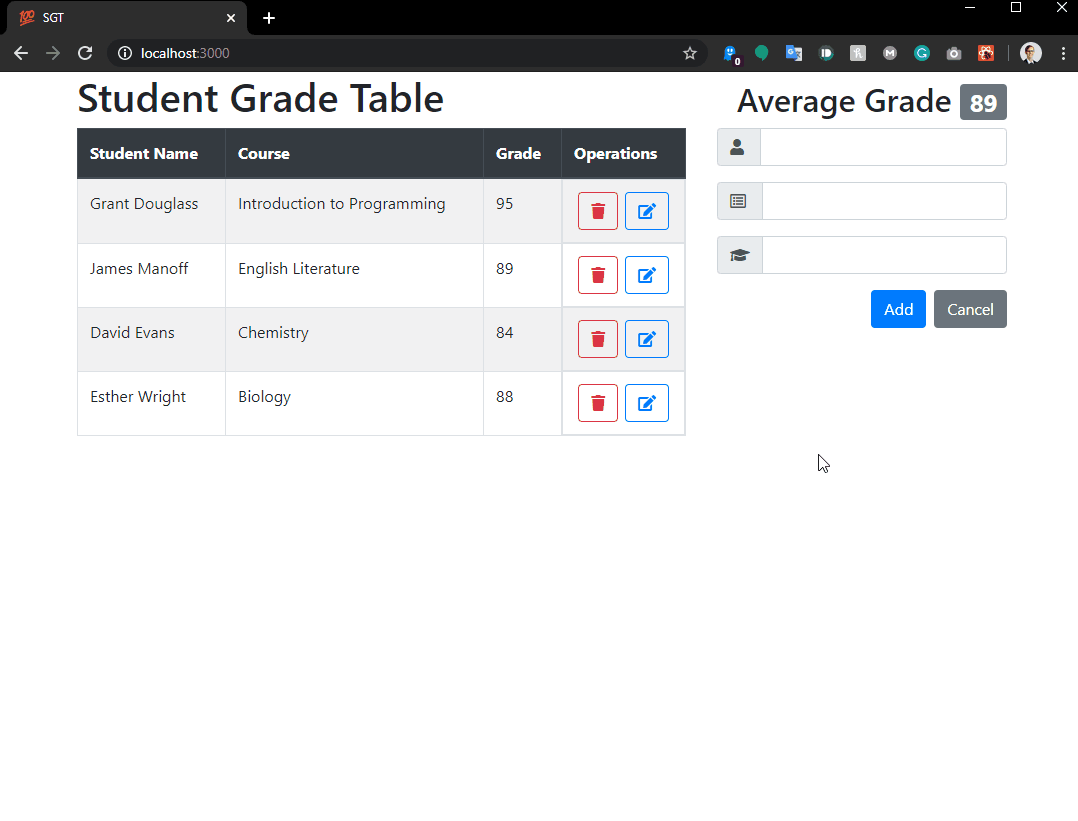 SGT
localhost:3000
0
Student Grade Table
Average Grade 89
Student Name Course Grade Operations
Grant Douglass Introduction to Programming 95
James Manoff English Literature 89
David Evans Chemistry 84
Esther Wright Biology 88
Add Cancel